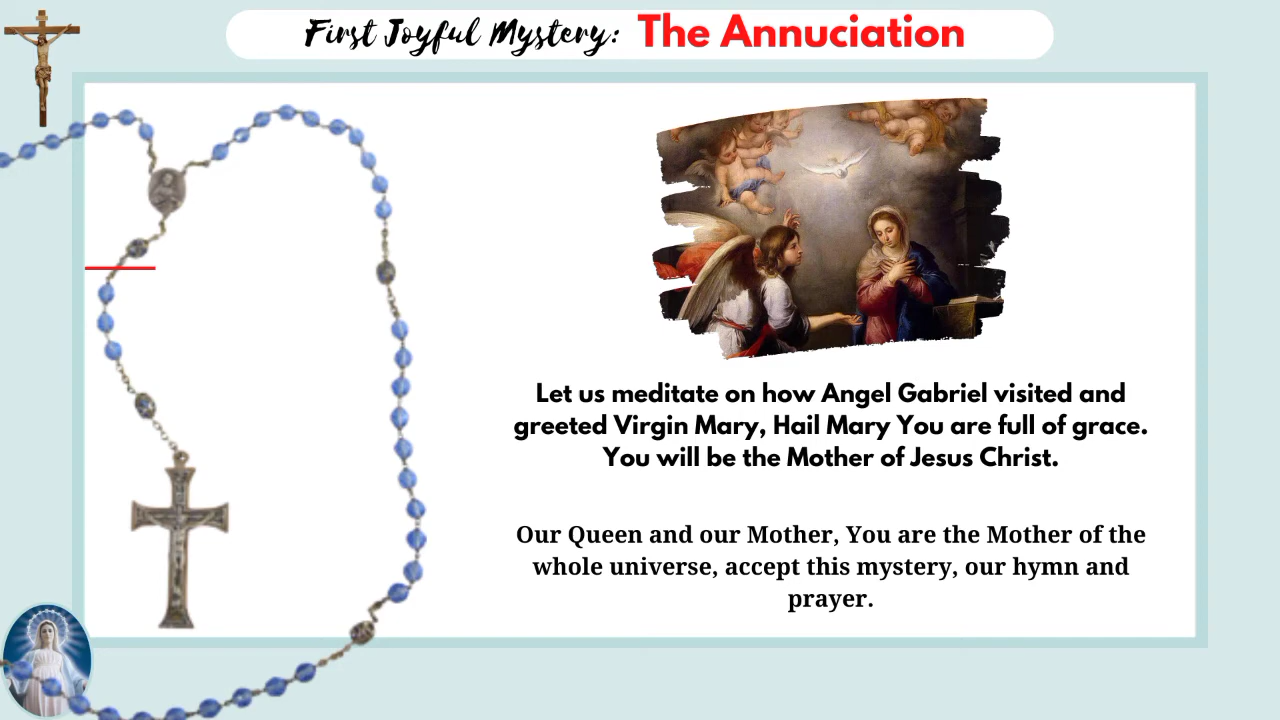 First Joyful Mystery: The Annuciation
Let us meditate on how Angel Gabriel visited and
greeted Virgin Mary, Hail Mary You are full of grace.
You will be the Mother of Jesus Christ.
Our Queen and our Mother, You are the Mother of the
whole universe, accept this mystery, our hymn and
prayer.